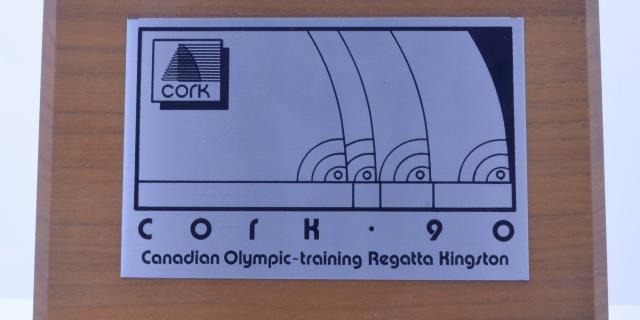 CORK
CORK · 90
Canadian Olympic-training Regatta Kingston